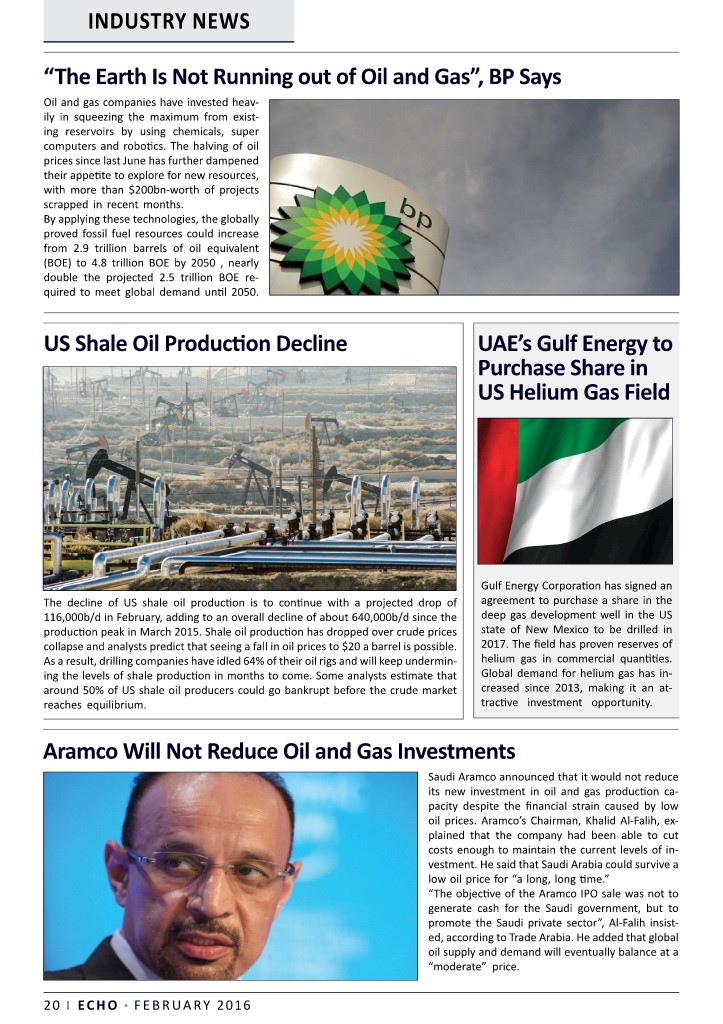 INDUSTRY NEWS
“The Earth Is Not Running out of Oil and Gas”, BP Says
Oil and gas companies have invested heav-
ily in squeezing the maximum from exist-
ing reservoirs by using chemicals, super
computers and robotics. The halving of oil
prices since last June has further dampened
their appetite to explore for new resources,
with more than $200bn-worth of projects
scrapped in recent months.
By applying these technologies, the globally
proved fossil fuel resources could increase
from 2.9 trillion barrels of oil equivalent
(BOE) to 4.8 trillion BOE by 2050 , nearly
double the projected 2.5 trillion BOE re-
quired to meet global demand until 2050.
bp
US Shale Oil Production Decline
The decline of US shale oil production is to continue with a projected drop of
116,000b/d in February, adding to an overall decline of about 640,000b/d since the
production peak in March 2015. Shale oil production has dropped over crude prices
collapse and analysts predict that seeing a fall in oil prices to $20 a barrel is possible.
As a result, drilling companies have idled 64% of their oil rigs and will keep undermin-
ing the levels of shale production in months to come. Some analysts estimate that
around 50% of US shale oil producers could go bankrupt before the crude market
reaches equilibrium.
UAE’s Gulf Energy to
Purchase Share in
US Helium Gas Field
Gulf Energy Corporation has signed an
agreement to purchase a share in the
deep gas development well in the US
state of New Mexico to be drilled in
2017. The field has proven reserves of
helium gas in commercial quantities.
Global demand for helium gas has in-
creased since 2013, making it an at-
tractive investment opportunity.
Aramco Will Not Reduce Oil and Gas Investments
Saudi Aramco announced that it would not reduce
its new investment in oil and gas production ca-
pacity despite the financial strain caused by low
oil prices. Aramco’s Chairman, Khalid Al-Falih, ex-
plained that the company had been able to cut
costs enough to maintain the current levels of in-
vestment. He said that Saudi Arabia could survive a
low oil price for “a long, long time.”
“The objective of the Aramco IPO sale was not to
generate cash for the Saudi government, but to
promote the Saudi private sector”, Al-Falih insist-
ed, according to Trade Arabia. He added that global
oil supply and demand will eventually balance at a
“moderate” price.
20 | ECHO • FEBRUARY 2016